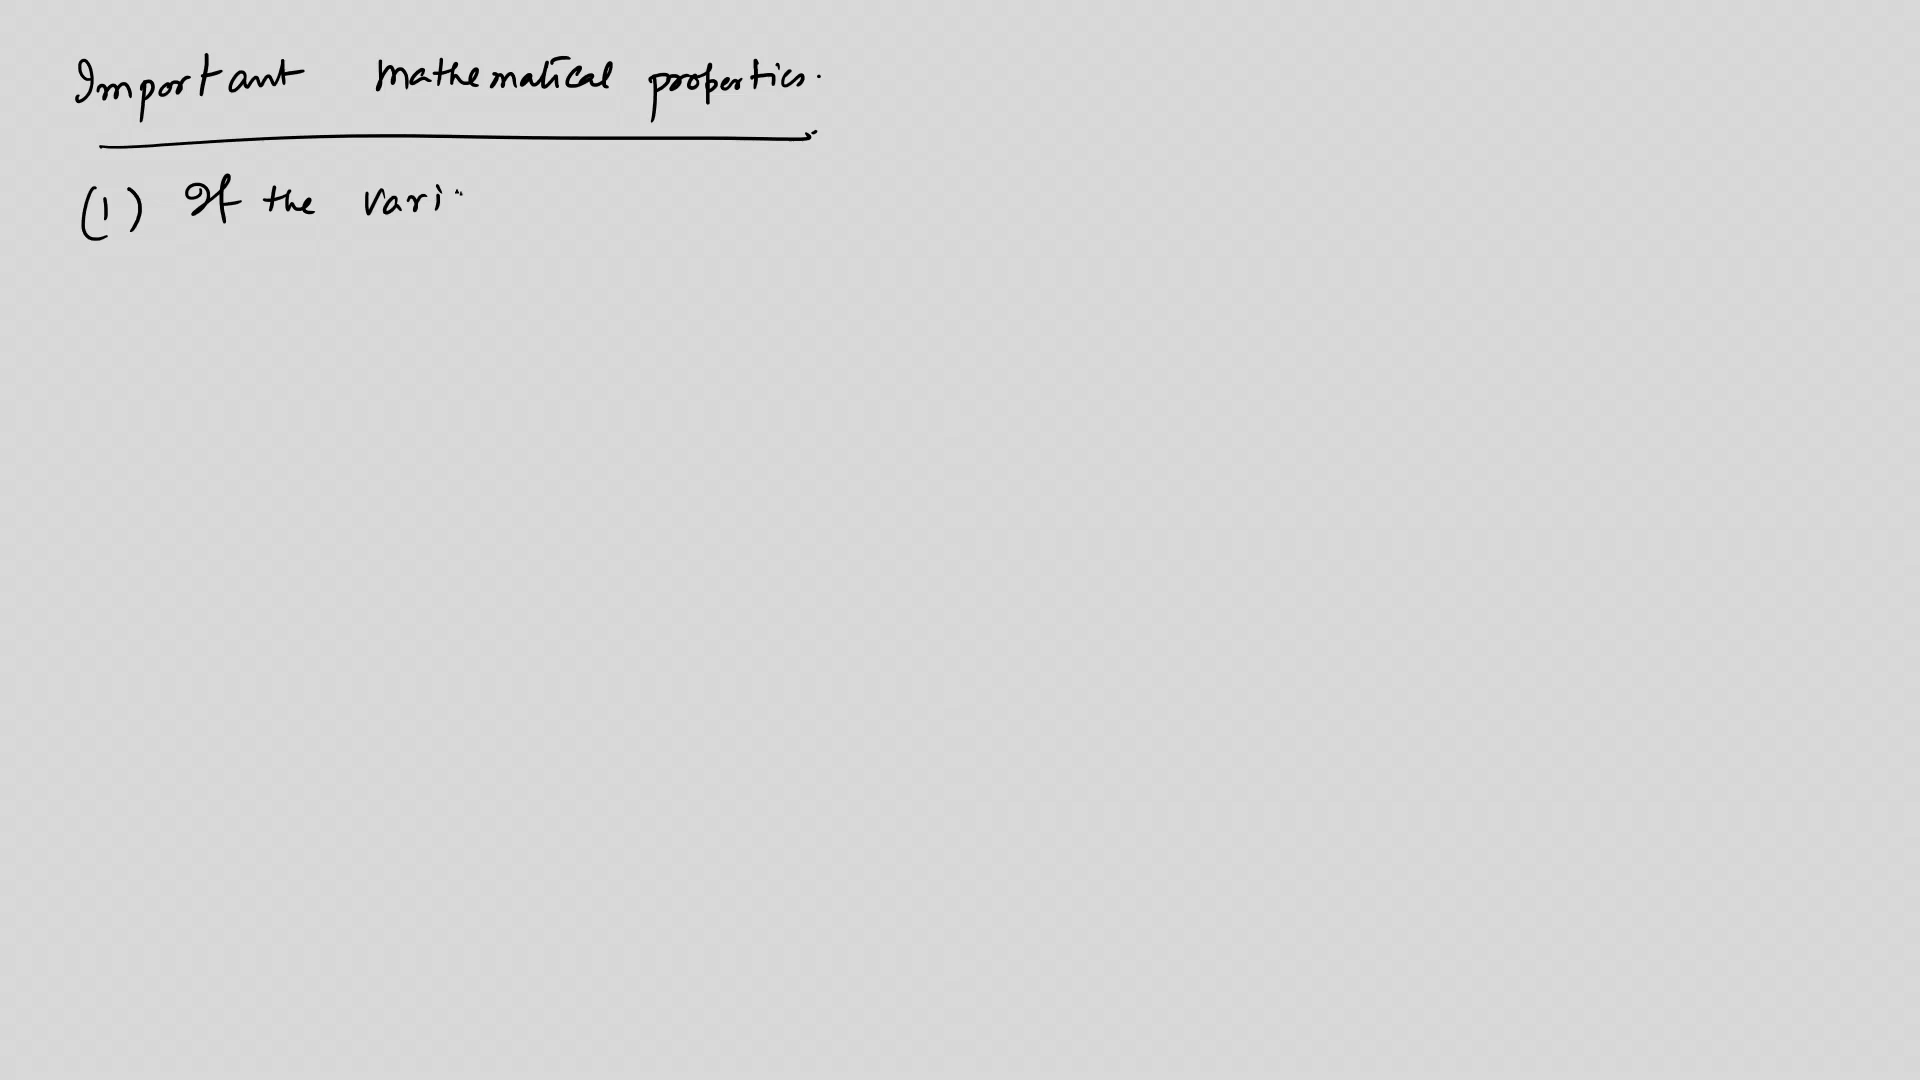 Important mathematical properties.
(1) If the vari